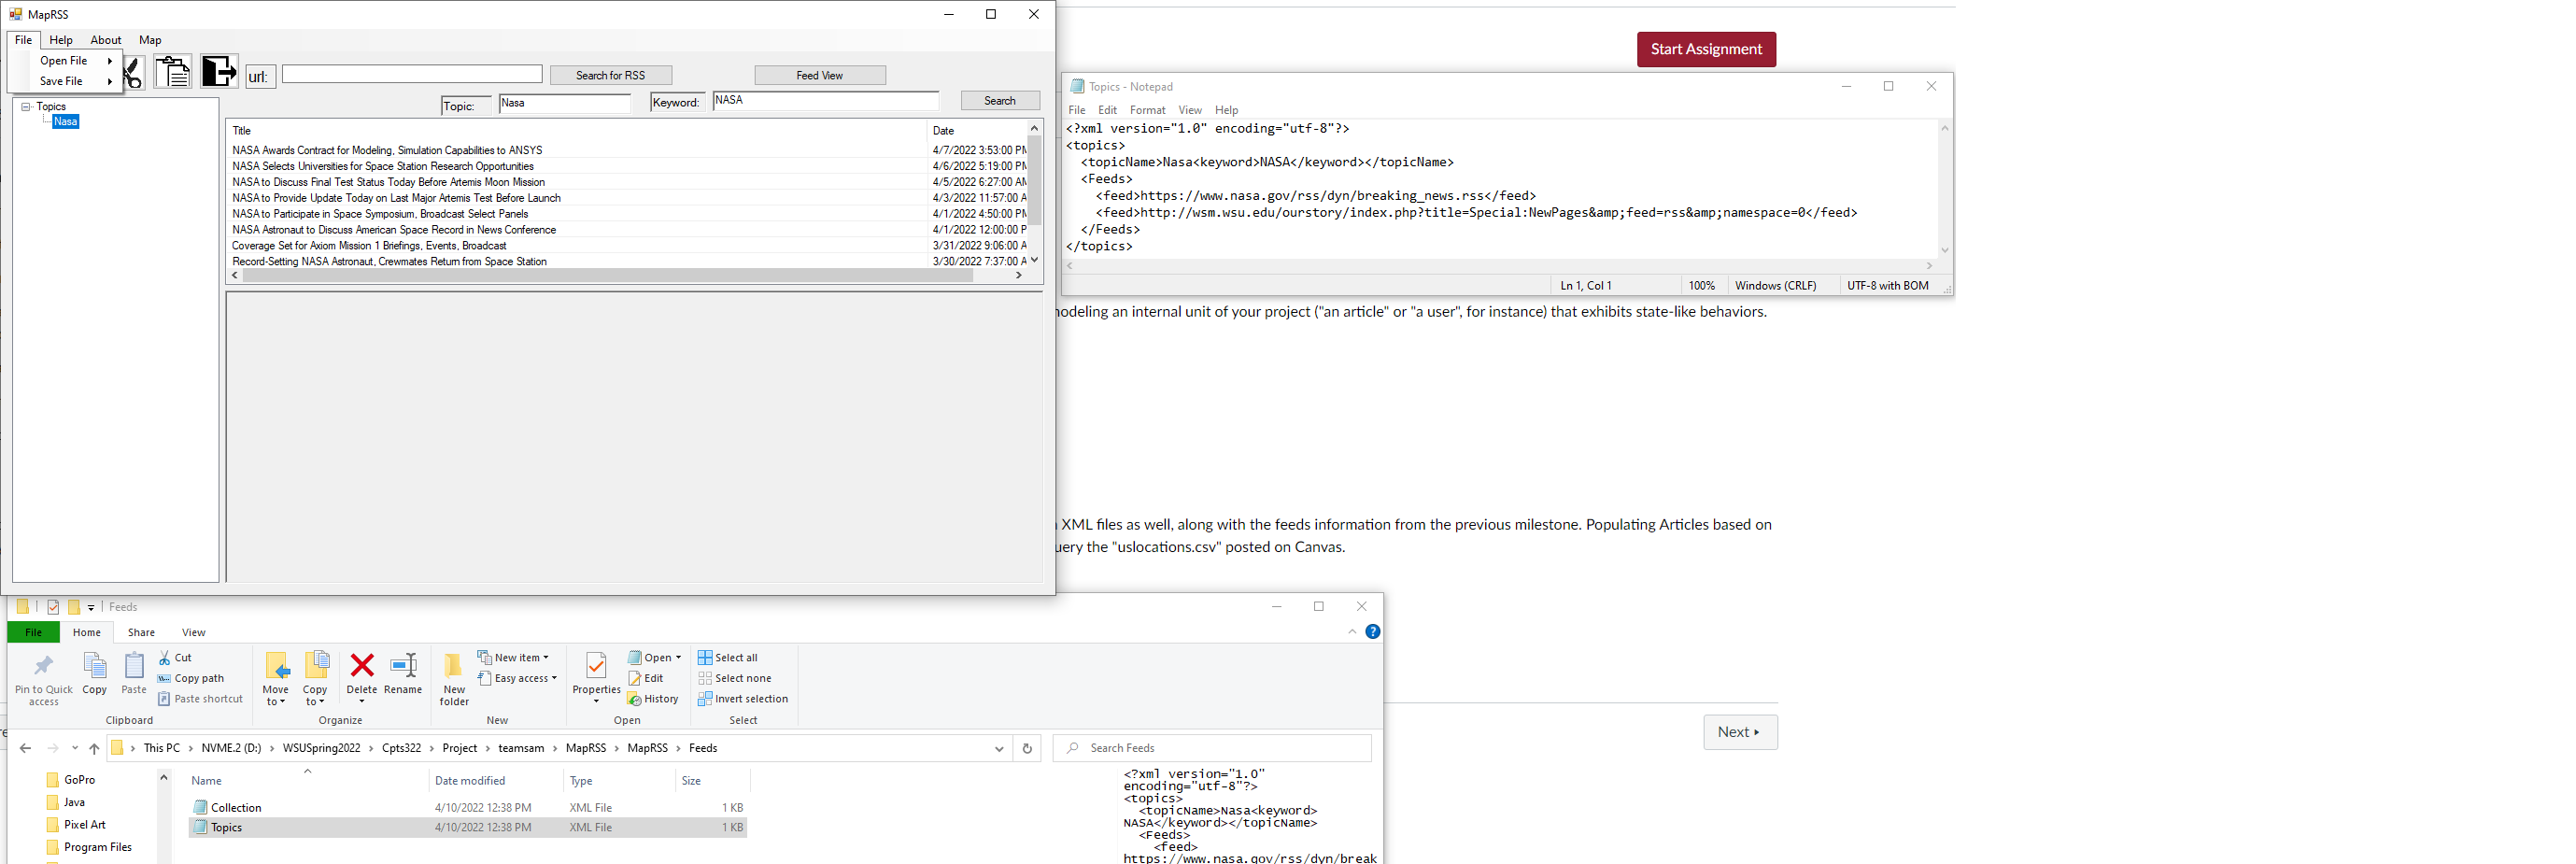 MapRSS
File Help About Map
Open File
Save File
url:
Search for RSS
Feed View
Topic:
Nasa
Keyword:
NASA
Search
Topics
Nasa
Title Date
NASA Awards Contract for Modeling, Simulation Capabilities to ANSYS 4/7/2022 3:53:00 PM
NASA Selects Universities for Space Station Research Opportunities 4/6/2022 5:19:00 PM
NASA to Discuss Final Test Status Today Before Artemis Moon Mission 4/5/2022 6:27:00 AM
NASA to Provide Update Today on Last Major Artemis Test Before Launch 4/3/2022 11:57:00 A
NASA to Participate in Space Symposium, Broadcast Select Panels 4/1/2022 4:50:00 PM
NASA Astronaut to Discuss American Space Record in News Conference 4/1/2022 12:00:00 P
Coverage Set for Axiom Mission 1 Briefings, Events, Broadcast 3/31/2022 9:06:00 A
Record-Setting NASA Astronaut, Crewmates Return from Space Station 3/30/2022 7:37:00 A
Start Assignment
Topics - Notepad
File Edit Format View Help
<?xml version="1.0" encoding="utf-8"?>
<topics>
<topicName>Nasa<keyword>NASA</keyword></topicName>
<Feeds>
<feed>https://www.nasa.gov/rss/dyn/breaking_news.rss</feed>
<feed>http://wsm.wsu.edu/ourstory/index.php?title=Special:NewPages&amp;feed=rss&amp;namespace=0</feed>
</Feeds>
</topics>
Ln 1, Col 1 100% Windows (CRLF) UTF-8 with BOM
odeling an internal unit of your project ("an article" or "a user", for instance) that exhibits state-like behaviors.
XML files as well, along with the feeds information from the previous milestone. Populating Articles based on
uery the "uslocations.csv" posted on Canvas.
Next
Feeds
File Home Share View
Pin to Quick access
Copy
Paste
Cut
Copy path
Paste shortcut
Clipboard
Move to
Copy to
Delete
Rename
Organize
New folder
New item
Easy access
New
Properties
Open
Edit
History
Open
Select all
Select none
Invert selection
Select
This PC > NVME.2 (D:) > WSUSpring2022 > Cpts322 > Project > teamsam > MapRSS > MapRSS > Feeds
Search Feeds
GoPro
Java
Pixel Art
Program Files
Name Date modified Type Size
Collection 4/10/2022 12:38 PM XML File 1 KB
Topics 4/10/2022 12:38 PM XML File 1 KB
<?xml version="1.0"
encoding="utf-8"?>
<topics>
<topicName>Nasa<keyword>
NASA</keyword></topicName>
<Feeds>
<feed>
https://www.nasa.gov/rss/dyn/break